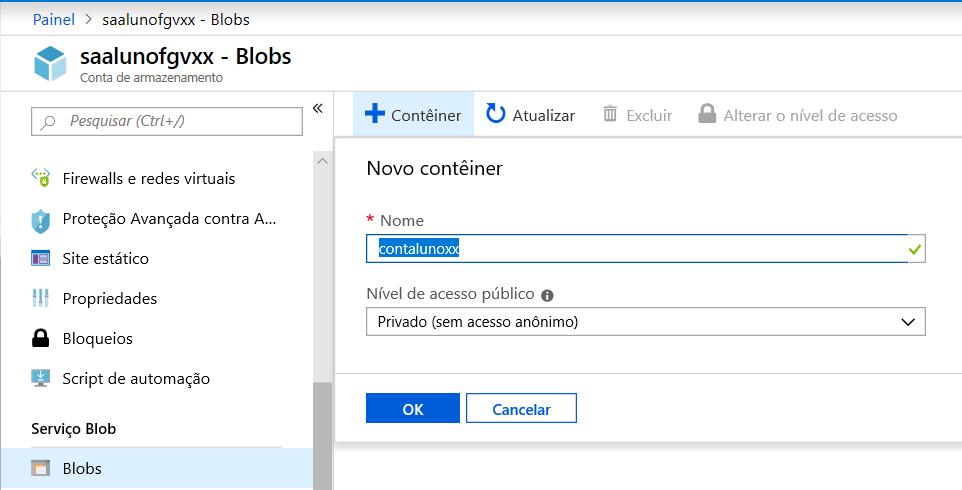 Painel > saalunofgvxx - Blobs
saalunofgvxx - Blobs
Conta de armazenamento
Pesquisar (Ctrl+/)
«
Firewalls e redes virtuais
Proteção Avançada contra A...
Site estático
Propriedades
Bloqueios
Script de automação
Serviço Blob
Blobs
Contêiner Atualizar Excluir Alterar o nível de acesso
Novo contêiner
* Nome
contalunoxx
Nível de acesso público
Privado (sem acesso anônimo)
OK Cancelar